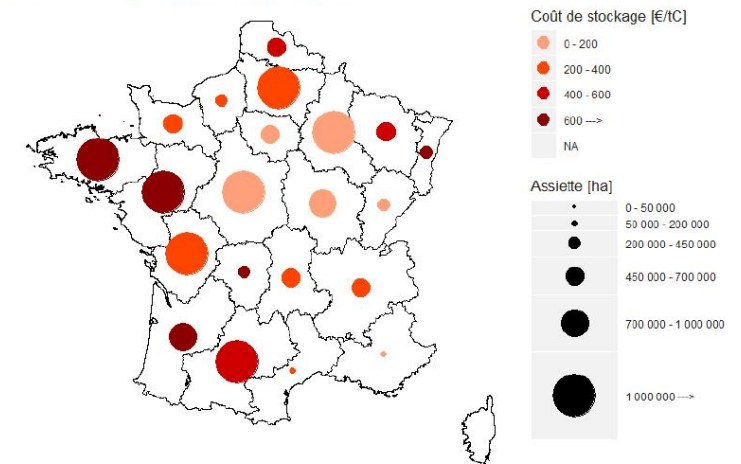 Coût de stockage [€/tC]
0 - 200
200 - 400
400 - 600
600 --->
NA
Assiette [ha]
0 - 50 000
50 000 - 200 000
200 000 - 450 000
450 000 - 700 000
700 000 - 1 000 000
1 000 000 --->